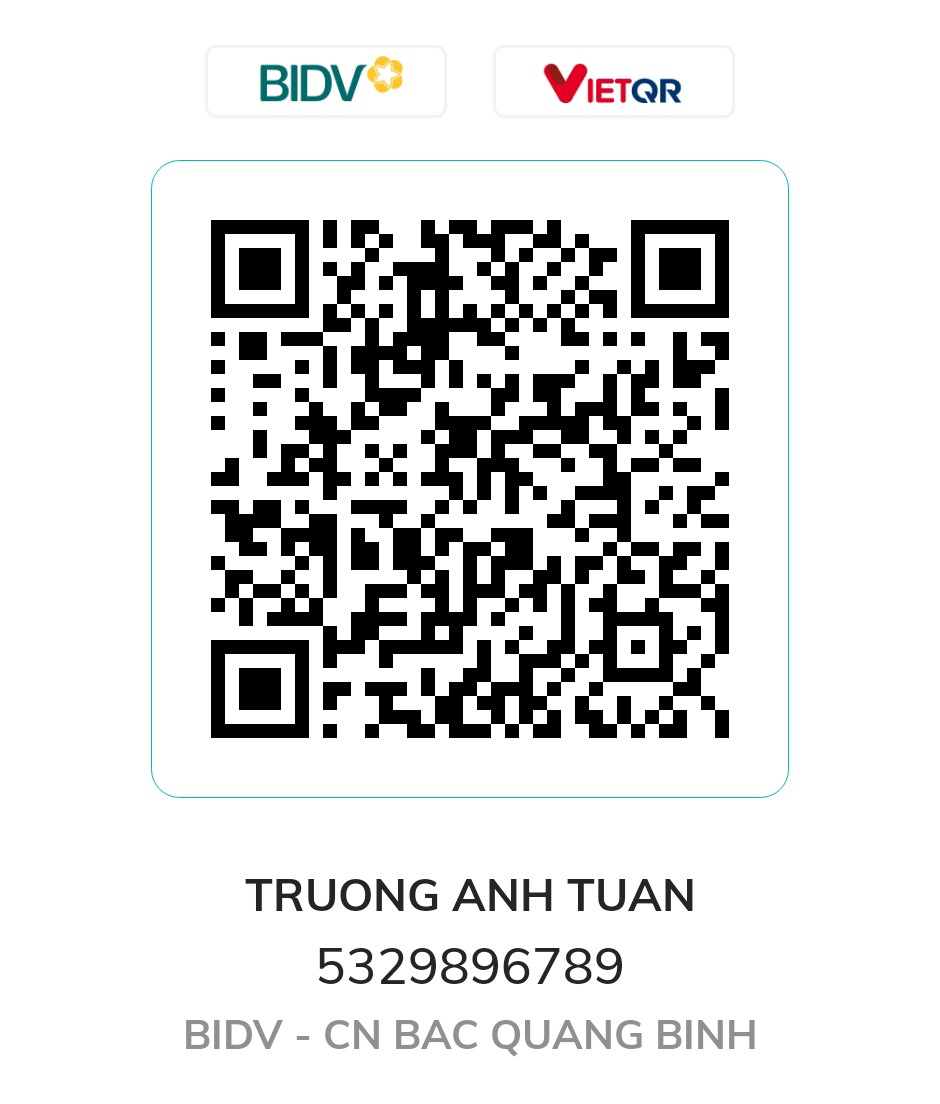 BIDV
VIETQR
TRUONG ANH TUAN
5329896789
BIDV - CN BAC QUANG BINH